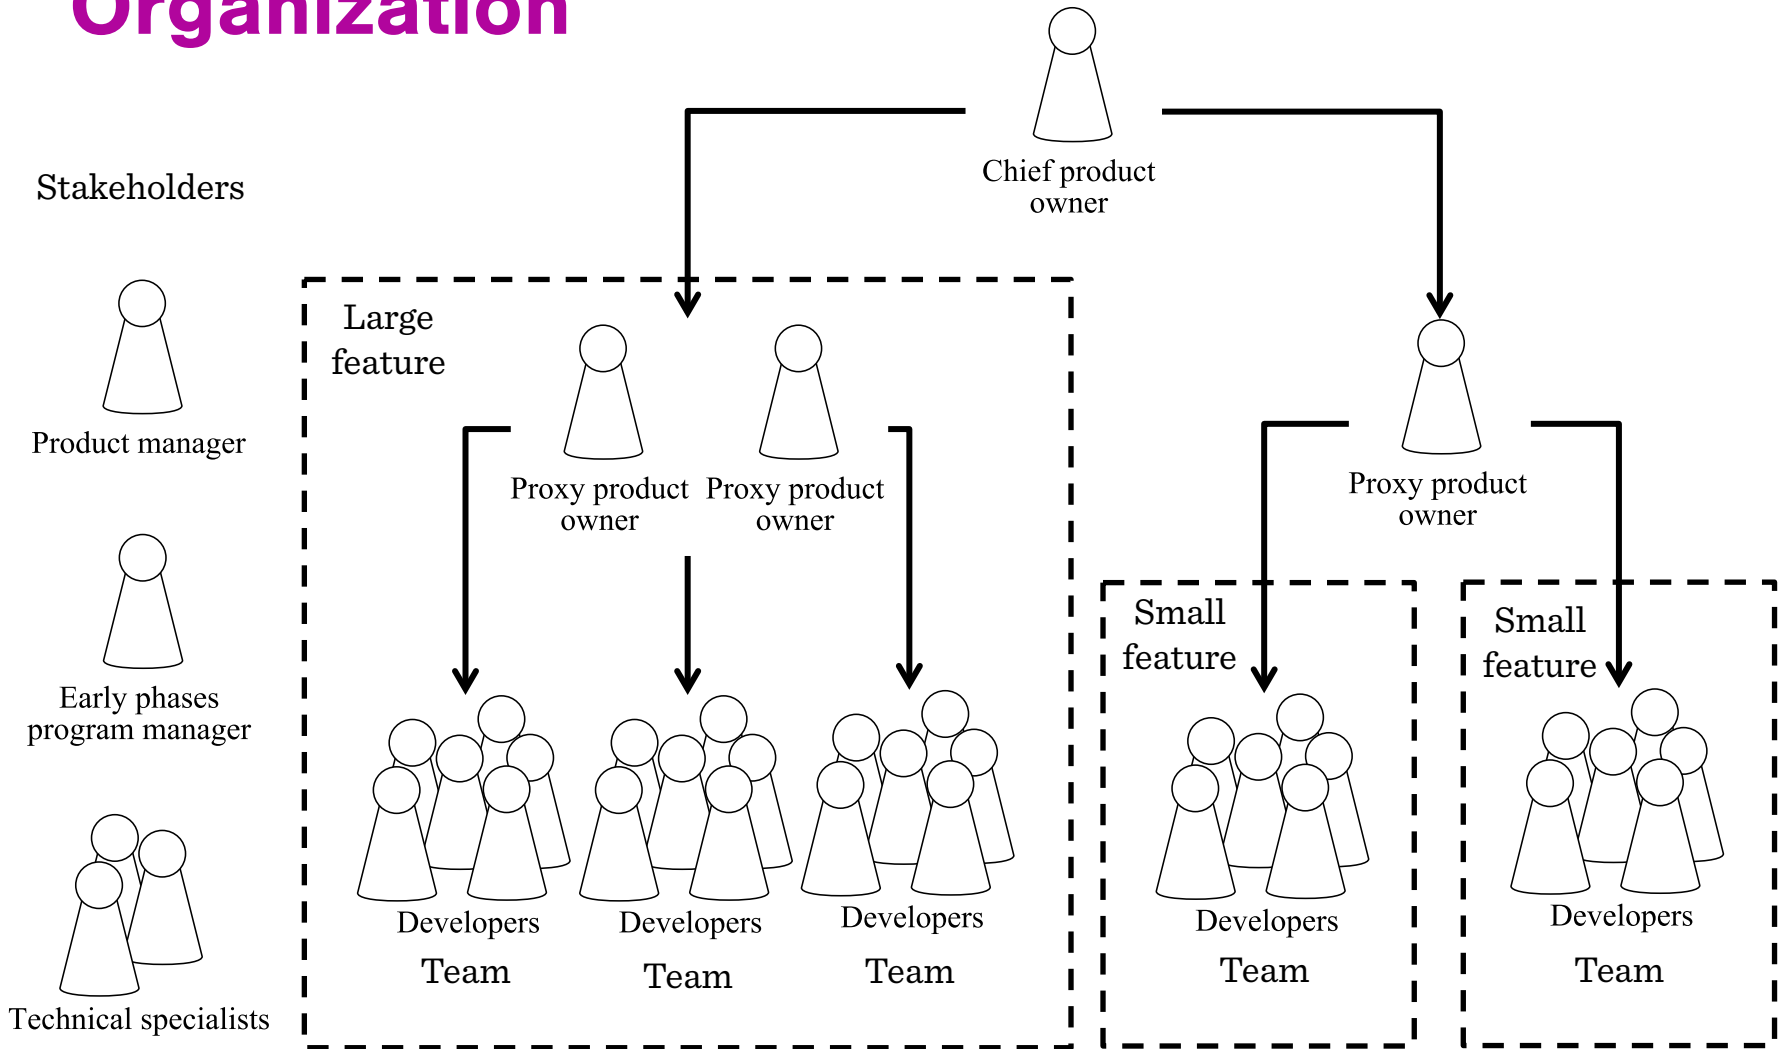 Organization
Chief product
owner
Stakeholders
Product manager
Early phases
program manager
Technical specialists
Large
feature
Proxy product
owner
Proxy product
owner
Developers
Team
Developers
Team
Developers
Team
Proxy product
owner
Small
feature
Developers
Team
Small
feature
Developers
Team